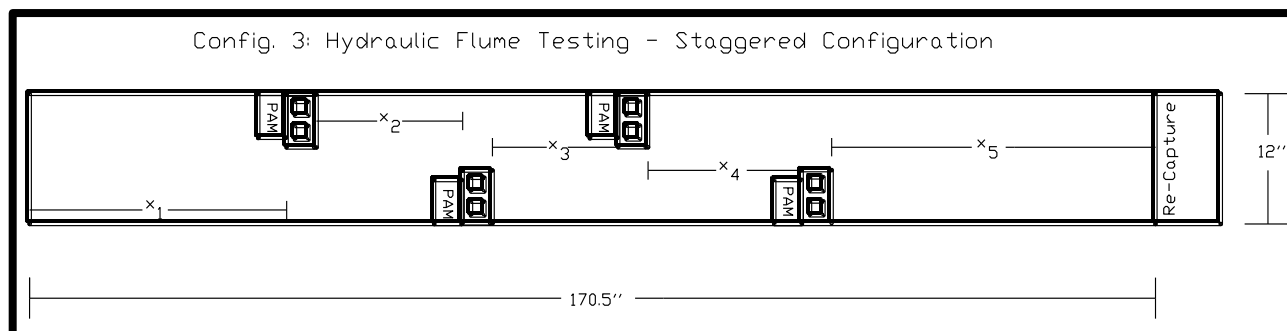 Config. 3: Hydraulic Flume Testing - Staggered Configuration
PAM
PAM
x2
x3
Re-Capture
x5
12''
x4
PAM
PAM
x1
170.5''